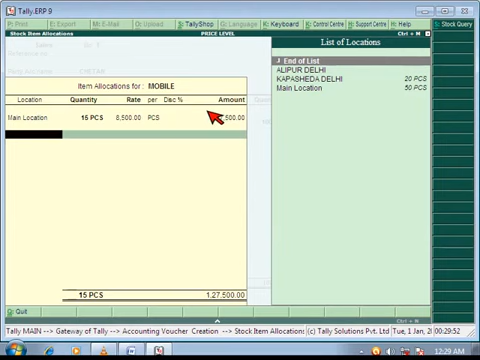 Tally.ERP 9
P: Print
E: Export
M: E-Mail
O: Upload
S: TallyShop
G: Language
K: Keyboard
K: Control Centre
H: Support Centre
H: Help
Stock Item Allocations
PRICE LEVEL
Ctrl + M
S: Stock Query
List of Locations
End of List
ALIPUR DELHI
KAPASHEDA DELHI 20 PCS
Main Location 50 PCS
Item Allocations for : MOBILE
Location Quantity Rate per Disc % Amount
Main Location 15 PCS 8,500.00 PCS ,500.00
15 PCS 1,27,500.00
Q: Quit
Ctrl + N
Tally MAIN --> Gateway of Tally --> Accounting Voucher Creation --> Stock Item Allocations
(c) Tally Solutions Pvt. Ltd
Tue, 1 Jan,
00:29:52
12:29 AM